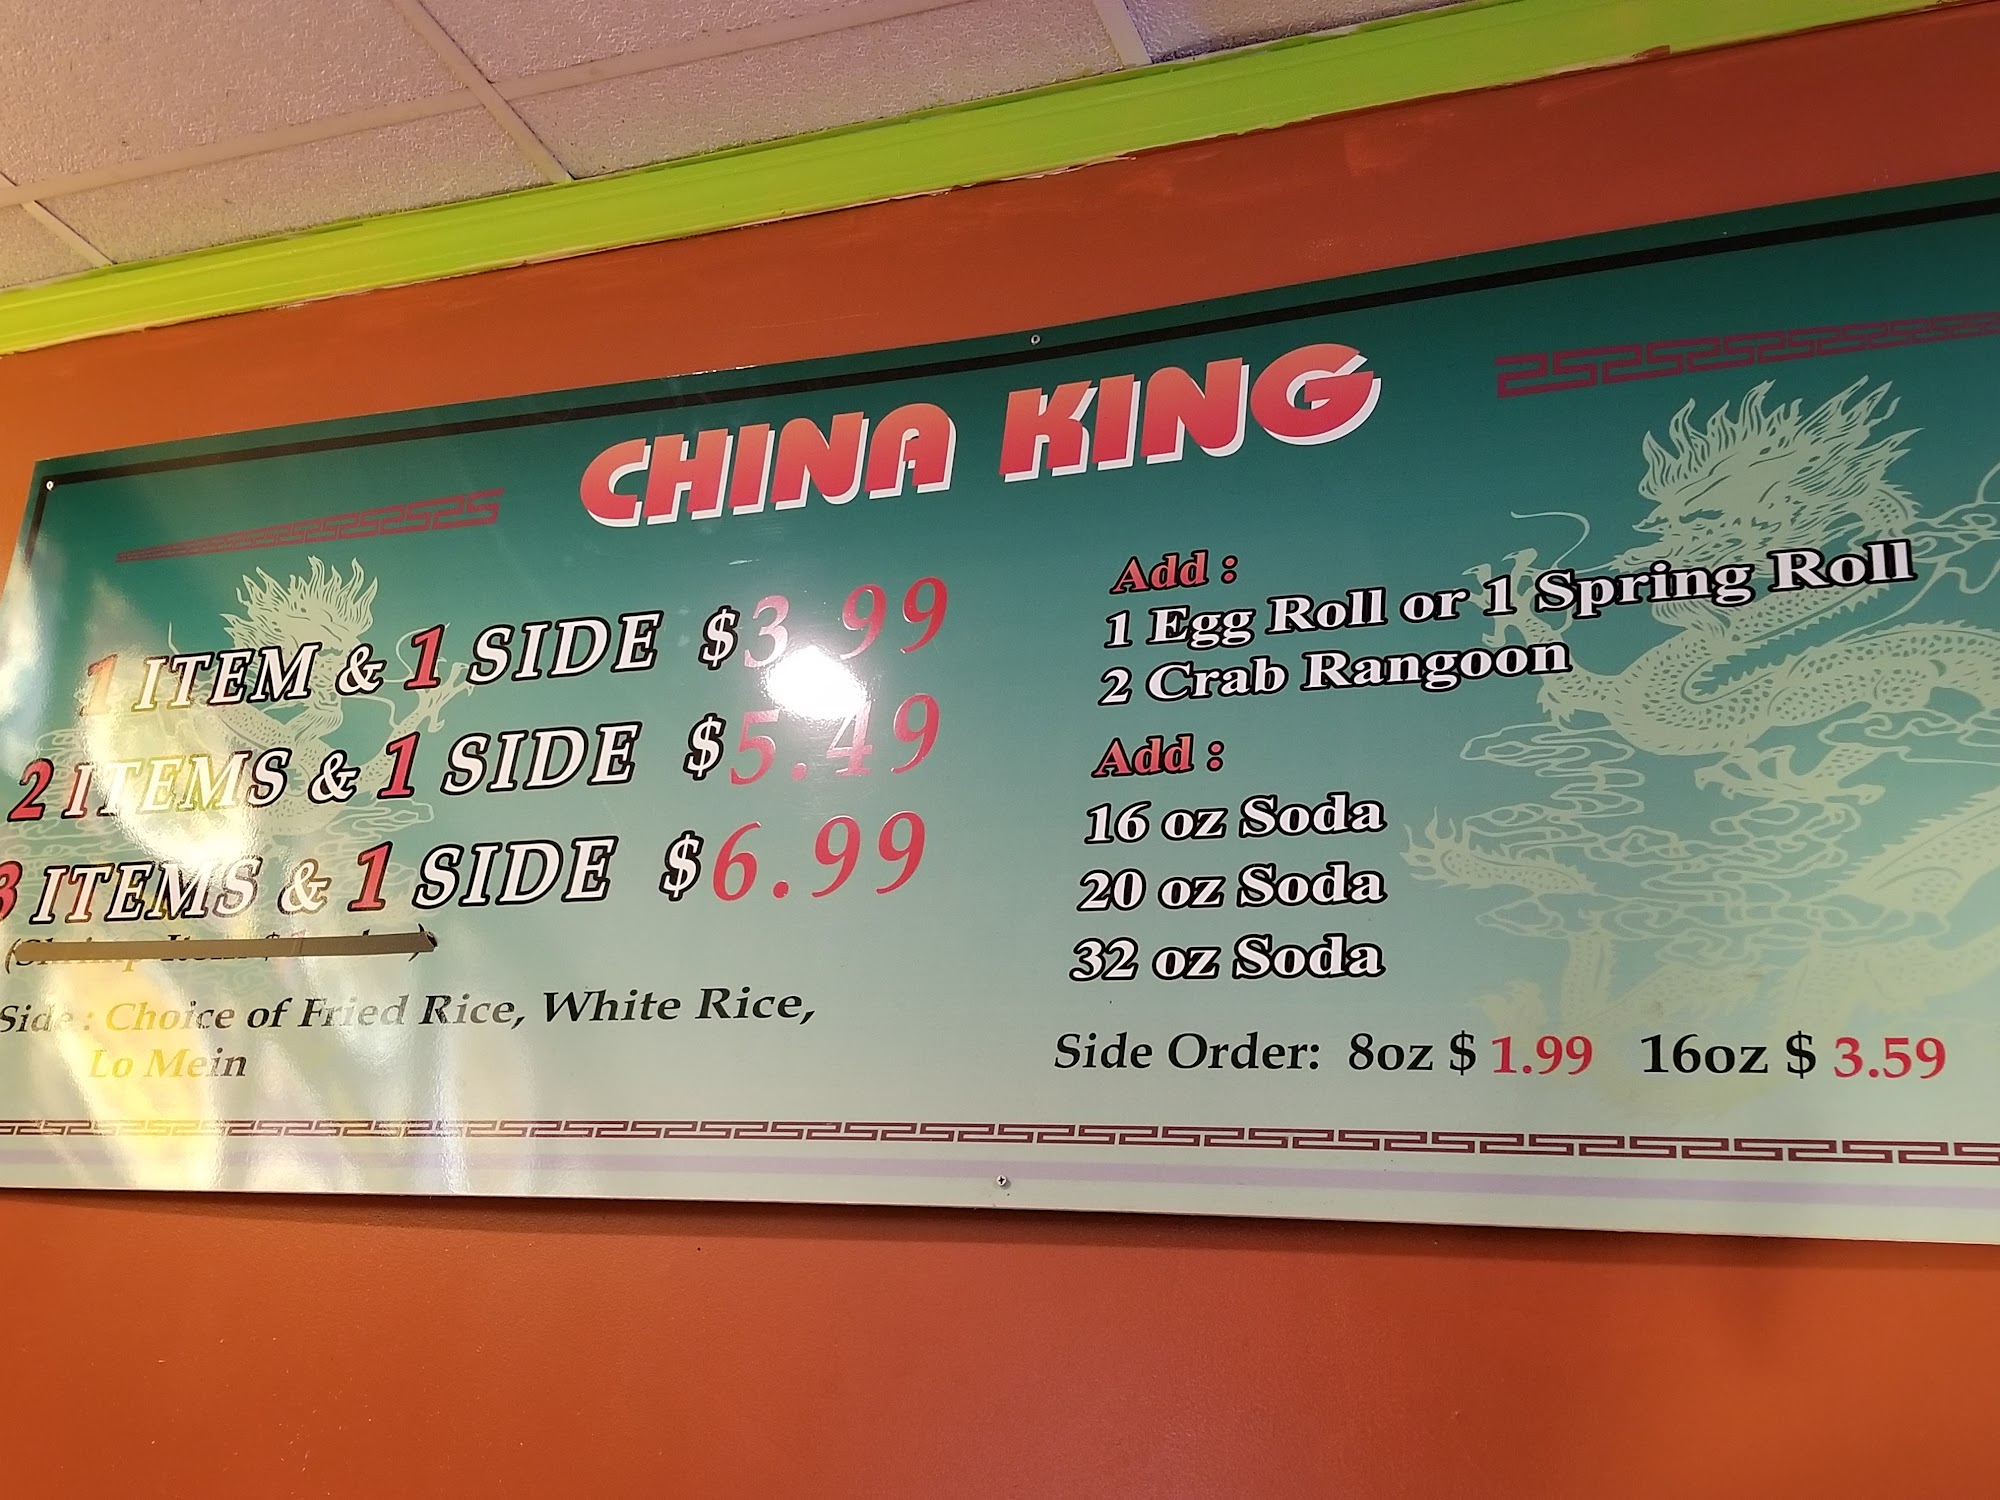 CHINA KING
1 ITEM & 1 SIDE $3.99
2 ITEMS & 1 SIDE $5.49
3 ITEMS & 1 SIDE $6.99
Side : Choice of Fried Rice, White Rice,
Lo Mein
Add :
1 Egg Roll or 1 Spring Roll
2 Crab Rangoon
Add :
16 oz Soda
20 oz Soda
32 oz Soda
Side Order: 8oz $ 1.99 16oz $ 3.59